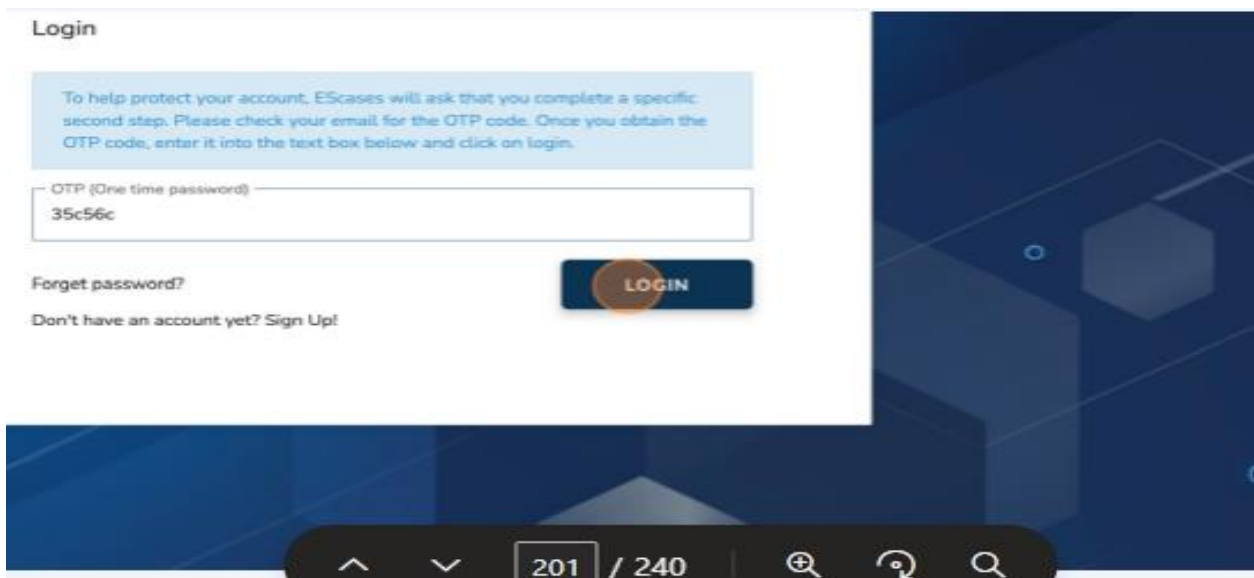 Login
To help protect your account, EScases will ask that you complete a specific
second step. Please check your email for the OTP code. Once you obtain the
OTP code, enter it into the text box below and click on login.
OTP (One time password)
35c56c
Forget password?
LOGIN
Don't have an account yet? Sign Up!
201 / 240